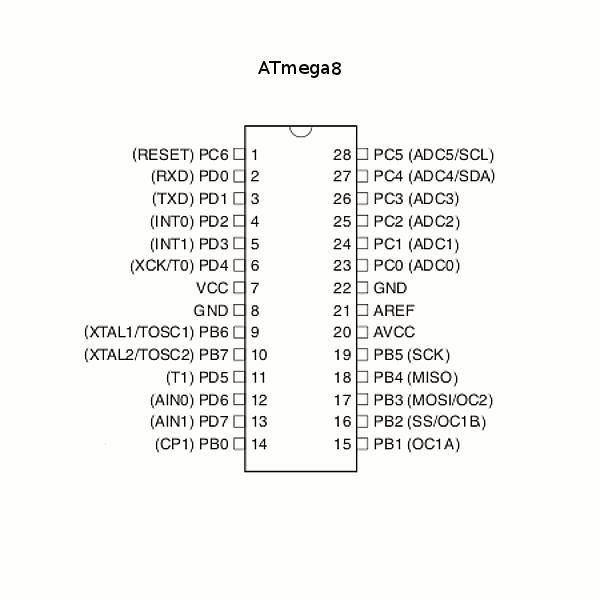 ATmega8
(RESET) PC6 1 28 PC5 (ADC5/SCL)
(RXD) PD0 2 27 PC4 (ADC4/SDA)
(TXD) PD1 3 26 PC3 (ADC3)
(INT0) PD2 4 25 PC2 (ADC2)
(INT1) PD3 5 24 PC1 (ADC1)
(XCK/T0) PD4 6 23 PC0 (ADC0)
VCC 7 22 GND
GND 8 21 AREF
(XTAL1/TOSC1) PB6 9 20 AVCC
(XTAL2/TOSC2) PB7 10 19 PB5 (SCK)
(T1) PD5 11 18 PB4 (MISO)
(AIN0) PD6 12 17 PB3 (MOSI/OC2)
(AIN1) PD7 13 16 PB2 (SS/OC1B)
(CP1) PB0 14 15 PB1 (OC1A)